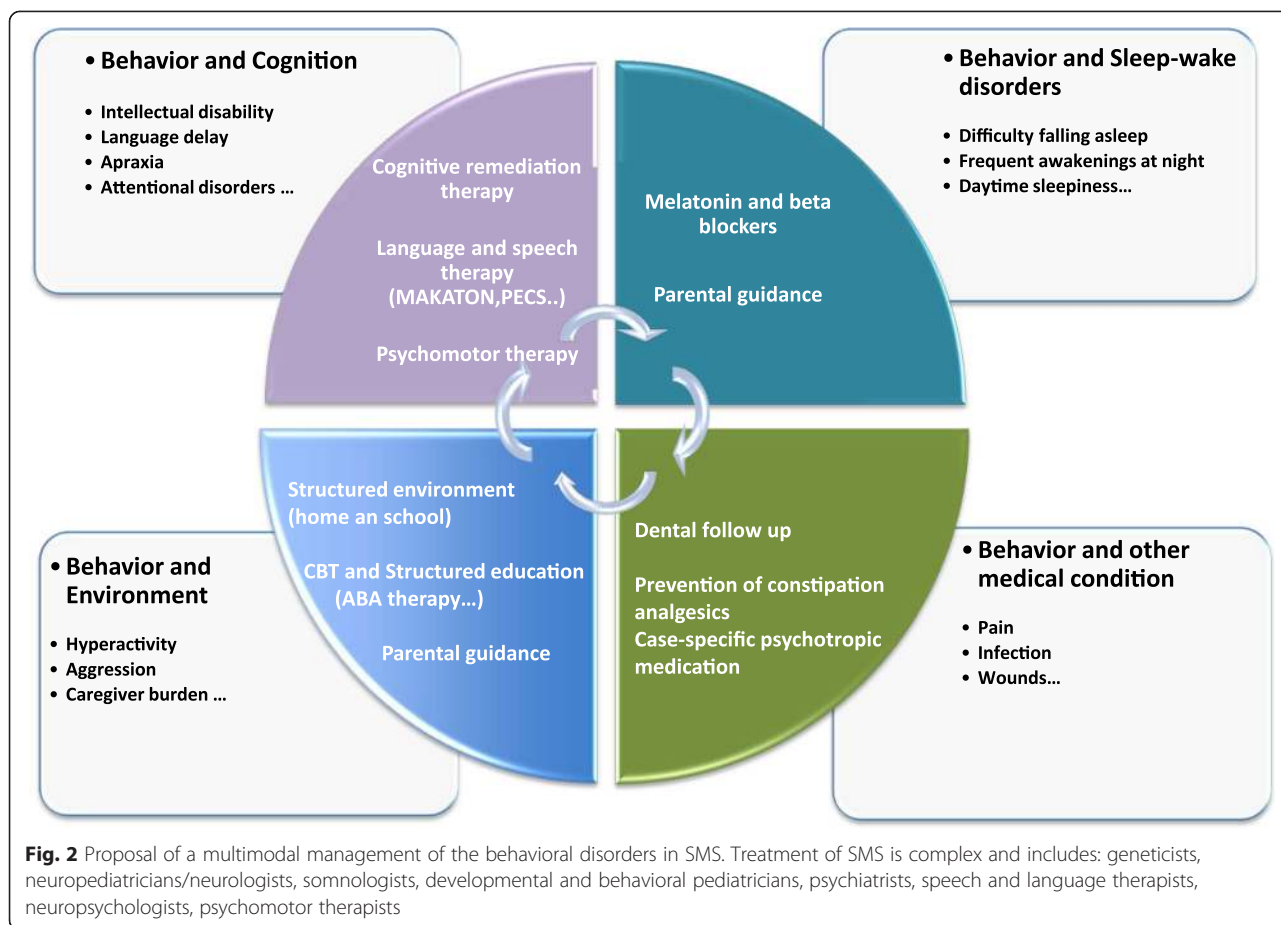 • Behavior and Cognition
• Intellectual disability
• Language delay
• Apraxia
• Attentional disorders ...
Cognitive remediation
therapy
Language and speech
therapy
(MAKATON,PECS..)
Psychomotor therapy
• Behavior and Sleep-wake
disorders
• Difficulty falling asleep
• Frequent awakenings at night
• Daytime sleepiness...
Melatonin and beta
blockers
Parental guidance
• Behavior and
Environment
• Hyperactivity
• Aggression
• Caregiver burden ...
Structured environment
(home an school)
CBT and Structured education
(ABA therapy...)
Parental guidance
Dental follow up
Prevention of constipation
analgesics
Case-specific psychotropic
medication
• Behavior and other
medical condition
• Pain
• Infection
• Wounds...
Fig. 2 Proposal of a multimodal management of the behavioral disorders in SMS. Treatment of SMS is complex and includes: geneticists,
neuropediatricians/neurologists, somnologists, developmental and behavioral pediatricians, psychiatrists, speech and language therapists,
neuropsychologists, psychomotor therapists